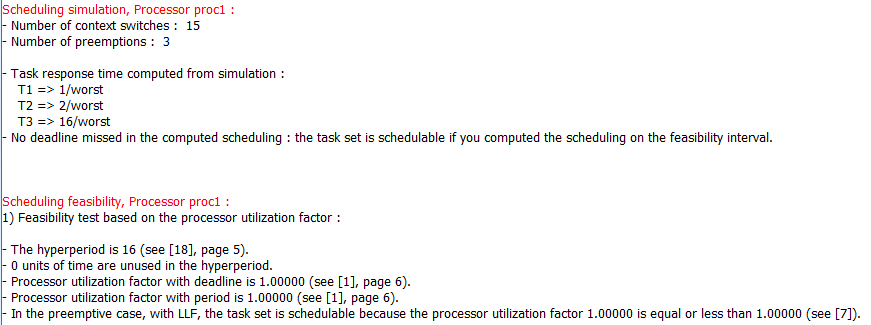 Scheduling simulation, Processor proc1 :
- Number of context switches :  15
- Number of preemptions :  3
- Task response time computed from simulation :
T1 => 1/worst
T2 => 2/worst
T3 => 16/worst
- No deadline missed in the computed scheduling : the task set is schedulable if you computed the scheduling on the feasibility interval.
Scheduling feasibility, Processor proc1 :
1) Feasibility test based on the processor utilization factor :
- The hyperperiod is 16 (see [18], page 5).
- 0 units of time are unused in the hyperperiod.
- Processor utilization factor with deadline is 1.00000 (see [1], page 6).
- Processor utilization factor with period is 1.00000 (see [1], page 6).
- In the preemptive case, with LLF, the task set is schedulable because the processor utilization factor 1.00000 is equal or less than 1.00000 (see [7]).